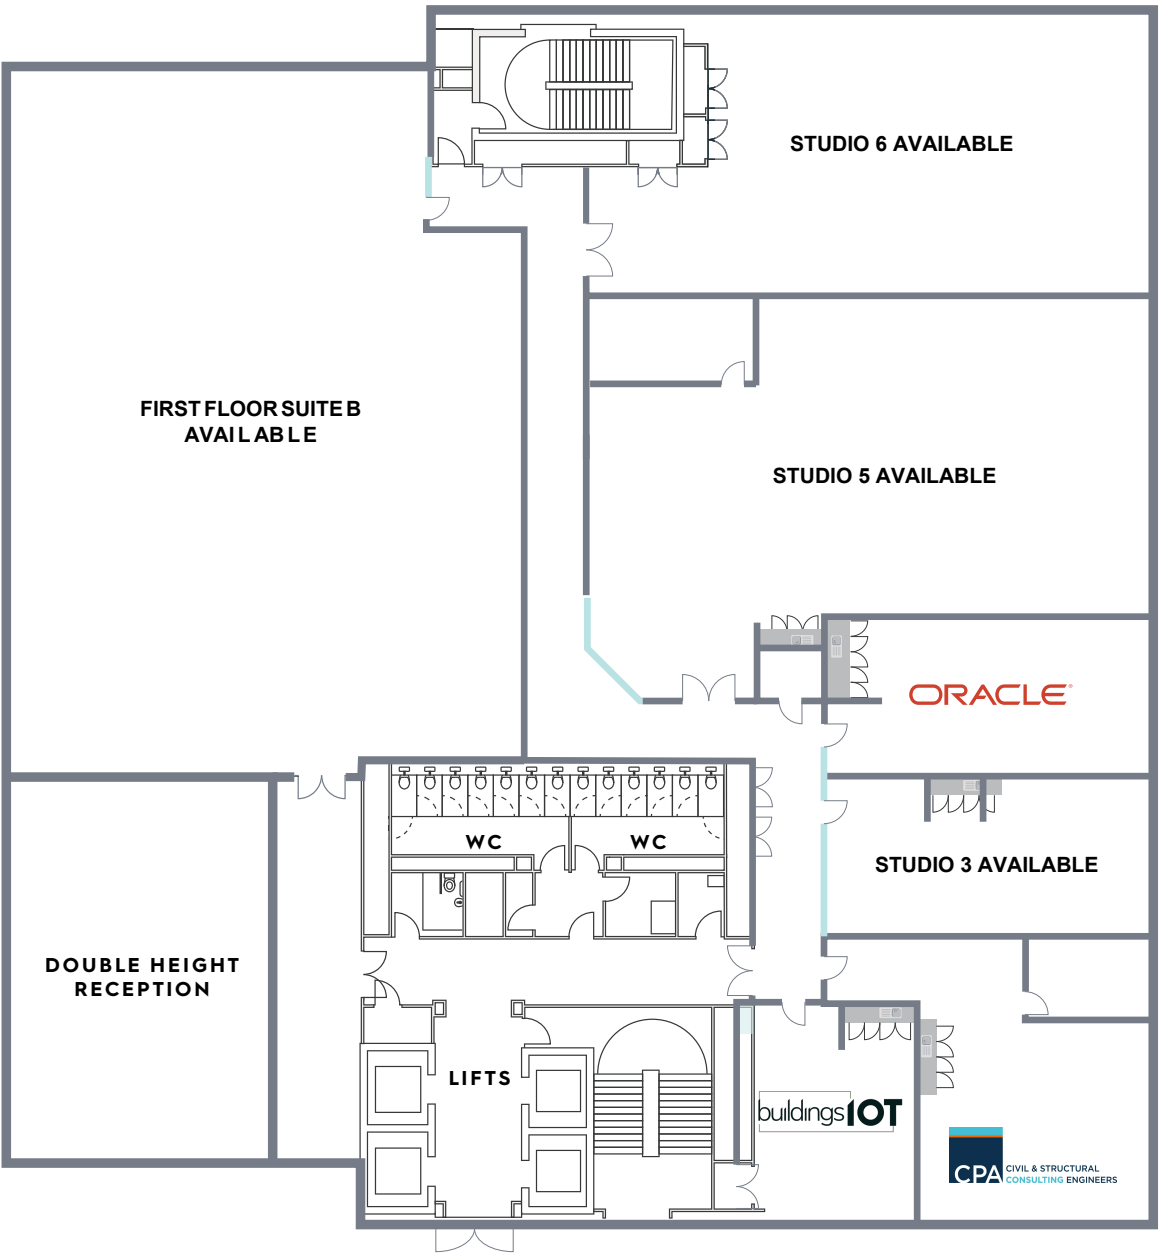 STUDIO 6 AVAILABLE
FIRST FLOOR SUITE B
AVAILABLE
STUDIO 5 AVAILABLE
ORACLE®
WC
WC
STUDIO 3 AVAILABLE
DOUBLE HEIGHT
RECEPTION
LIFTS
buildingsIOT
CPA
CIVIL & STRUCTURAL
CONSULTING ENGINEERS